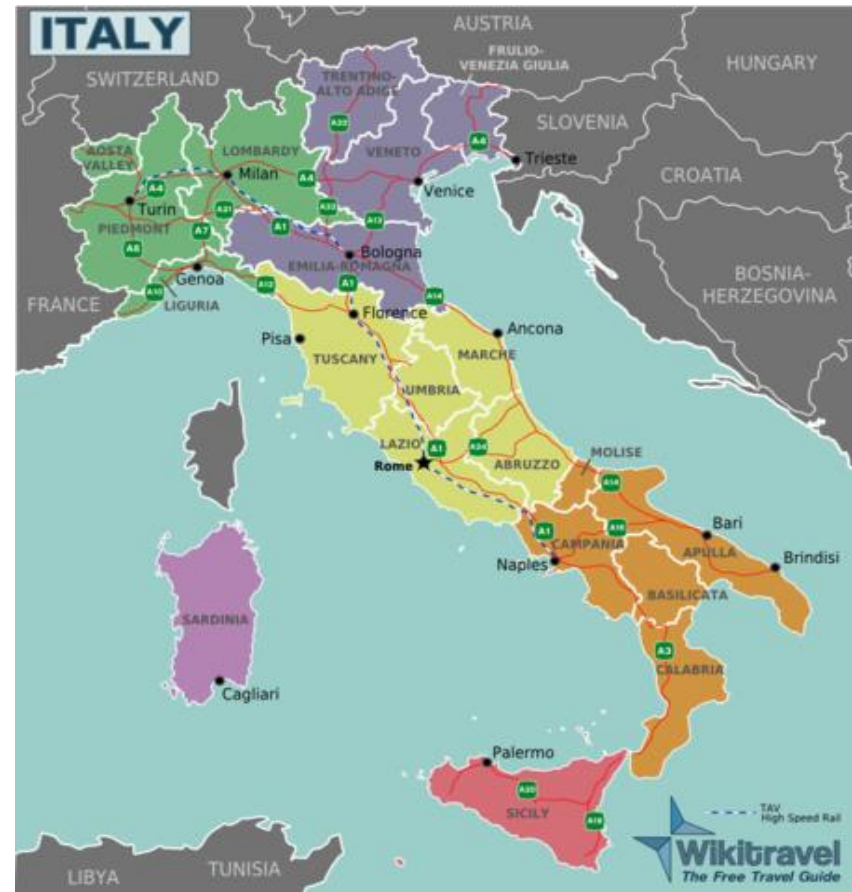 ITALY
AUSTRIA
FRULIO-
VENEZIA GIULIA
HUNGARY
SWITZERLAND
TRENTINO-
ALTO ADIGE
SLOVENIA
A22
A4
AOSTA
VALLEY
LOMBARDY
VENETO
Trieste
Milan
A4
CROATIA
A4
Venice
Turin
A21
A22
A13
PIEDMONT
A1
A6
A7
Bologna
EMILIA-ROMAGNA
BOSNIA-
HERZEGOVINA
Genoa
A12
A1
A10
A14
FRANCE
LIGURIA
Florence
Ancona
Pisa
TUSCANY
MARCHE
UMBRIA
LAZIO
A1
A24
MOLISE
Rome
ABRUZZO
A14
A1
A16
Bari
CAMPANIA
APULLA
Naples
Brindisi
BASILICATA
SARDINIA
A3
CALABRIA
Cagliari
Palermo
A20
SICILY
A18
TAV
High Speed Rail
Wikitravel
The Free Travel Guide
LIBYA
TUNISIA